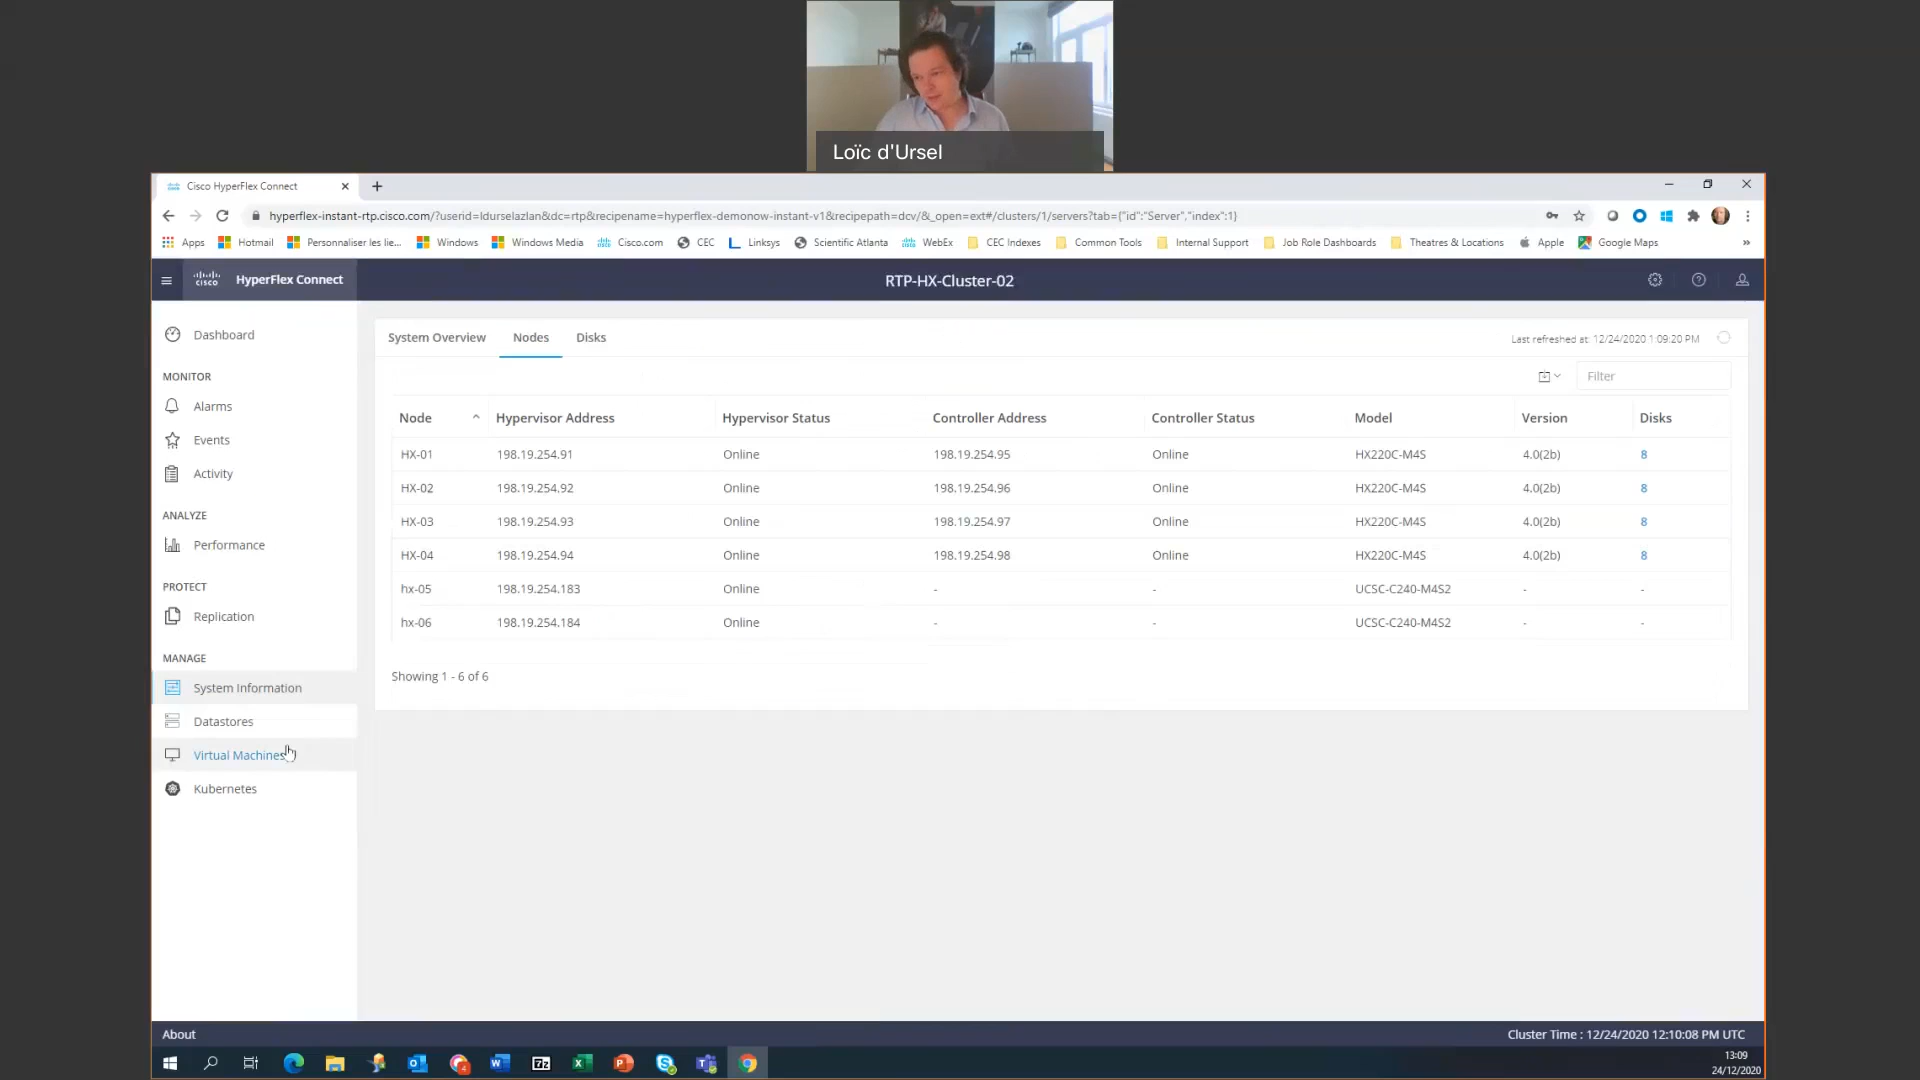 Loïc d'Ursel
Cisco HyperFlex Connect
hyperflex-instant-rtp.cisco.com/?userid=ldurselazlan&dc=rtp&recipename=hyperflex-demonow-instant-v1&recipepath=dcv/&_open=ext#/clusters/1/servers?tab={"id":"Server","index":1}
Apps Hotmail Personnaliser les lie... Windows Windows Media Cisco.com CEC Linksys Scientific Atlanta WebEx CEC Indexes Common Tools Internal Support Job Role Dashboards Theatres & Locations Apple Google Maps »
cisco HyperFlex Connect RTP-HX-Cluster-02
Dashboard
MONITOR
Alarms
Events
Activity
ANALYZE
Performance
PROTECT
Replication
MANAGE
System Information
Datastores
Virtual Machines
Kubernetes
System Overview Nodes Disks Last refreshed at: 12/24/2020 1:09:20 PM
Filter
Node Hypervisor Address Hypervisor Status Controller Address Controller Status Model Version Disks
HX-01 198.19.254.91 Online 198.19.254.95 Online HX220C-M4S 4.0(2b) 8
HX-02 198.19.254.92 Online 198.19.254.96 Online HX220C-M4S 4.0(2b) 8
HX-03 198.19.254.93 Online 198.19.254.97 Online HX220C-M4S 4.0(2b) 8
HX-04 198.19.254.94 Online 198.19.254.98 Online HX220C-M4S 4.0(2b) 8
hx-05 198.19.254.183 Online - - UCSC-C240-M4S2 - -
hx-06 198.19.254.184 Online - - UCSC-C240-M4S2 - -
Showing 1 - 6 of 6
About Cluster Time : 12/24/2020 12:10:08 PM UTC
13:09
24/12/2020